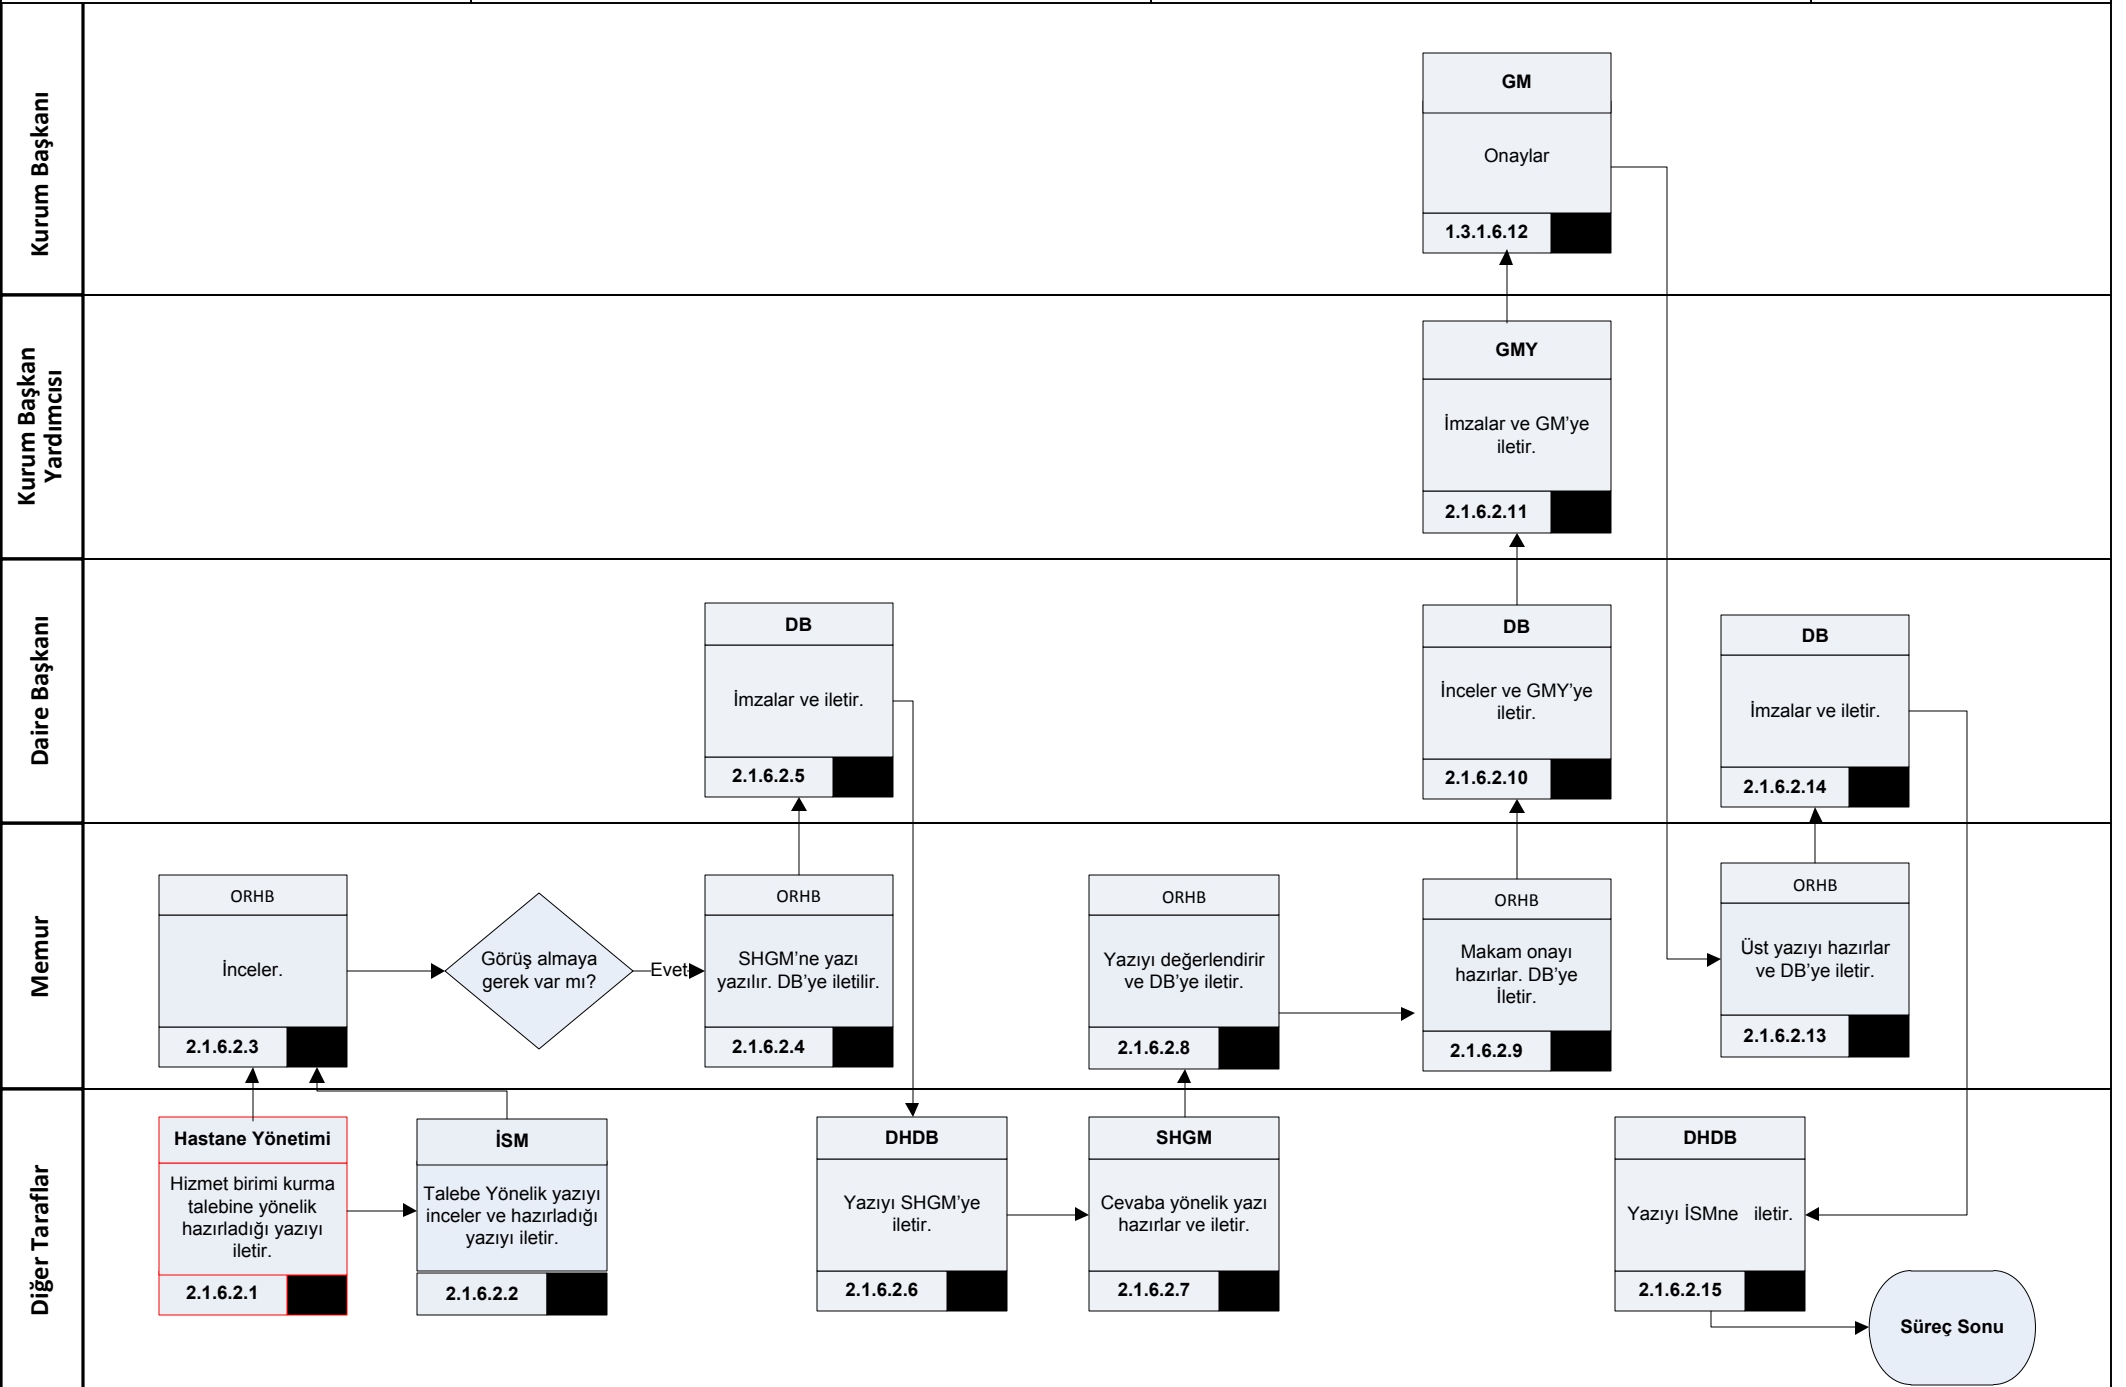 Kurum Başkanı
GM
Onaylar
1.3.1.6.12
Kurum Başkan
Yardımcısı
GMY
İmzalar ve GM’ye
iletir.
2.1.6.2.11
Daire Başkanı
DB
İmzalar ve iletir.
2.1.6.2.5
DB
İnceler ve GMY’ye
iletir.
2.1.6.2.10
DB
İmzalar ve iletir.
2.1.6.2.14
Memur
ORHB
İnceler.
2.1.6.2.3
Görüş almaya
gerek var mı?
Evet
ORHB
SHGM’ne yazı
yazılır. DB’ye iletilir.
2.1.6.2.4
ORHB
Yazıyı değerlendirir
ve DB’ye iletir.
2.1.6.2.8
ORHB
Makam onayı
hazırlar. DB’ye
İletir.
2.1.6.2.9
ORHB
Üst yazıyı hazırlar
ve DB’ye iletir.
2.1.6.2.13
Diğer Taraflar
Hastane Yönetimi
Hizmet birimi kurma
talebine yönelik
hazırladığı yazıyı
iletir.
2.1.6.2.1
İSM
Talebe Yönelik yazıyı
inceler ve hazırladığı
yazıyı iletir.
2.1.6.2.2
DHDB
Yazıyı SHGM’ye
iletir.
2.1.6.2.6
SHGM
Cevaba yönelik yazı
hazırlar ve iletir.
2.1.6.2.7
DHDB
Yazıyı İSMne iletir.
2.1.6.2.15
Süreç Sonu